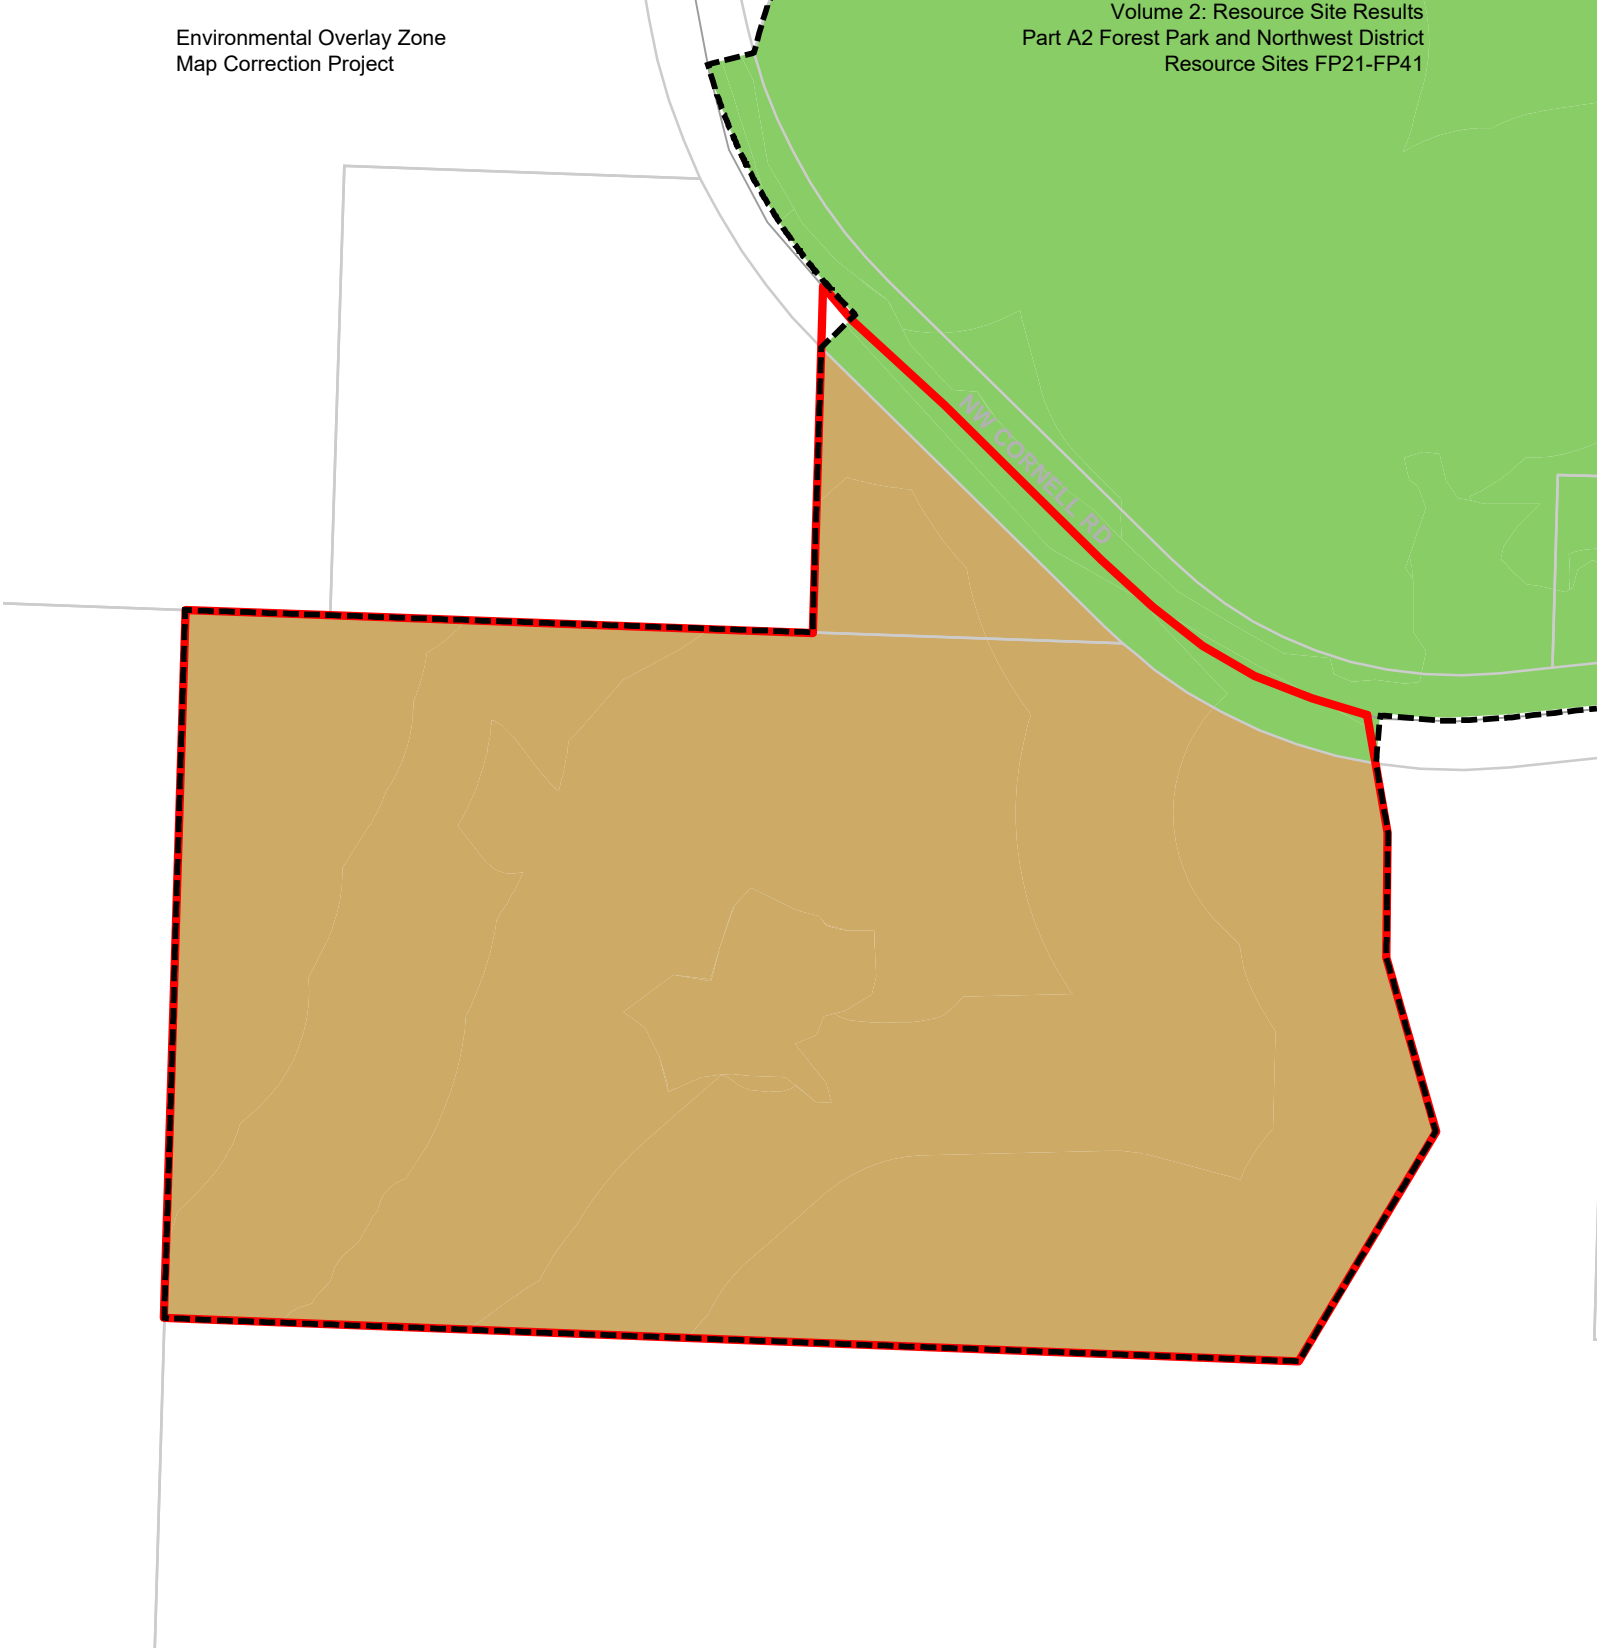 Environmental Overlay Zone
Map Correction Project
Volume 2: Resource Site Results
Part A2 Forest Park and Northwest District
Resource Sites FP21-FP41
NW CORNELL RD